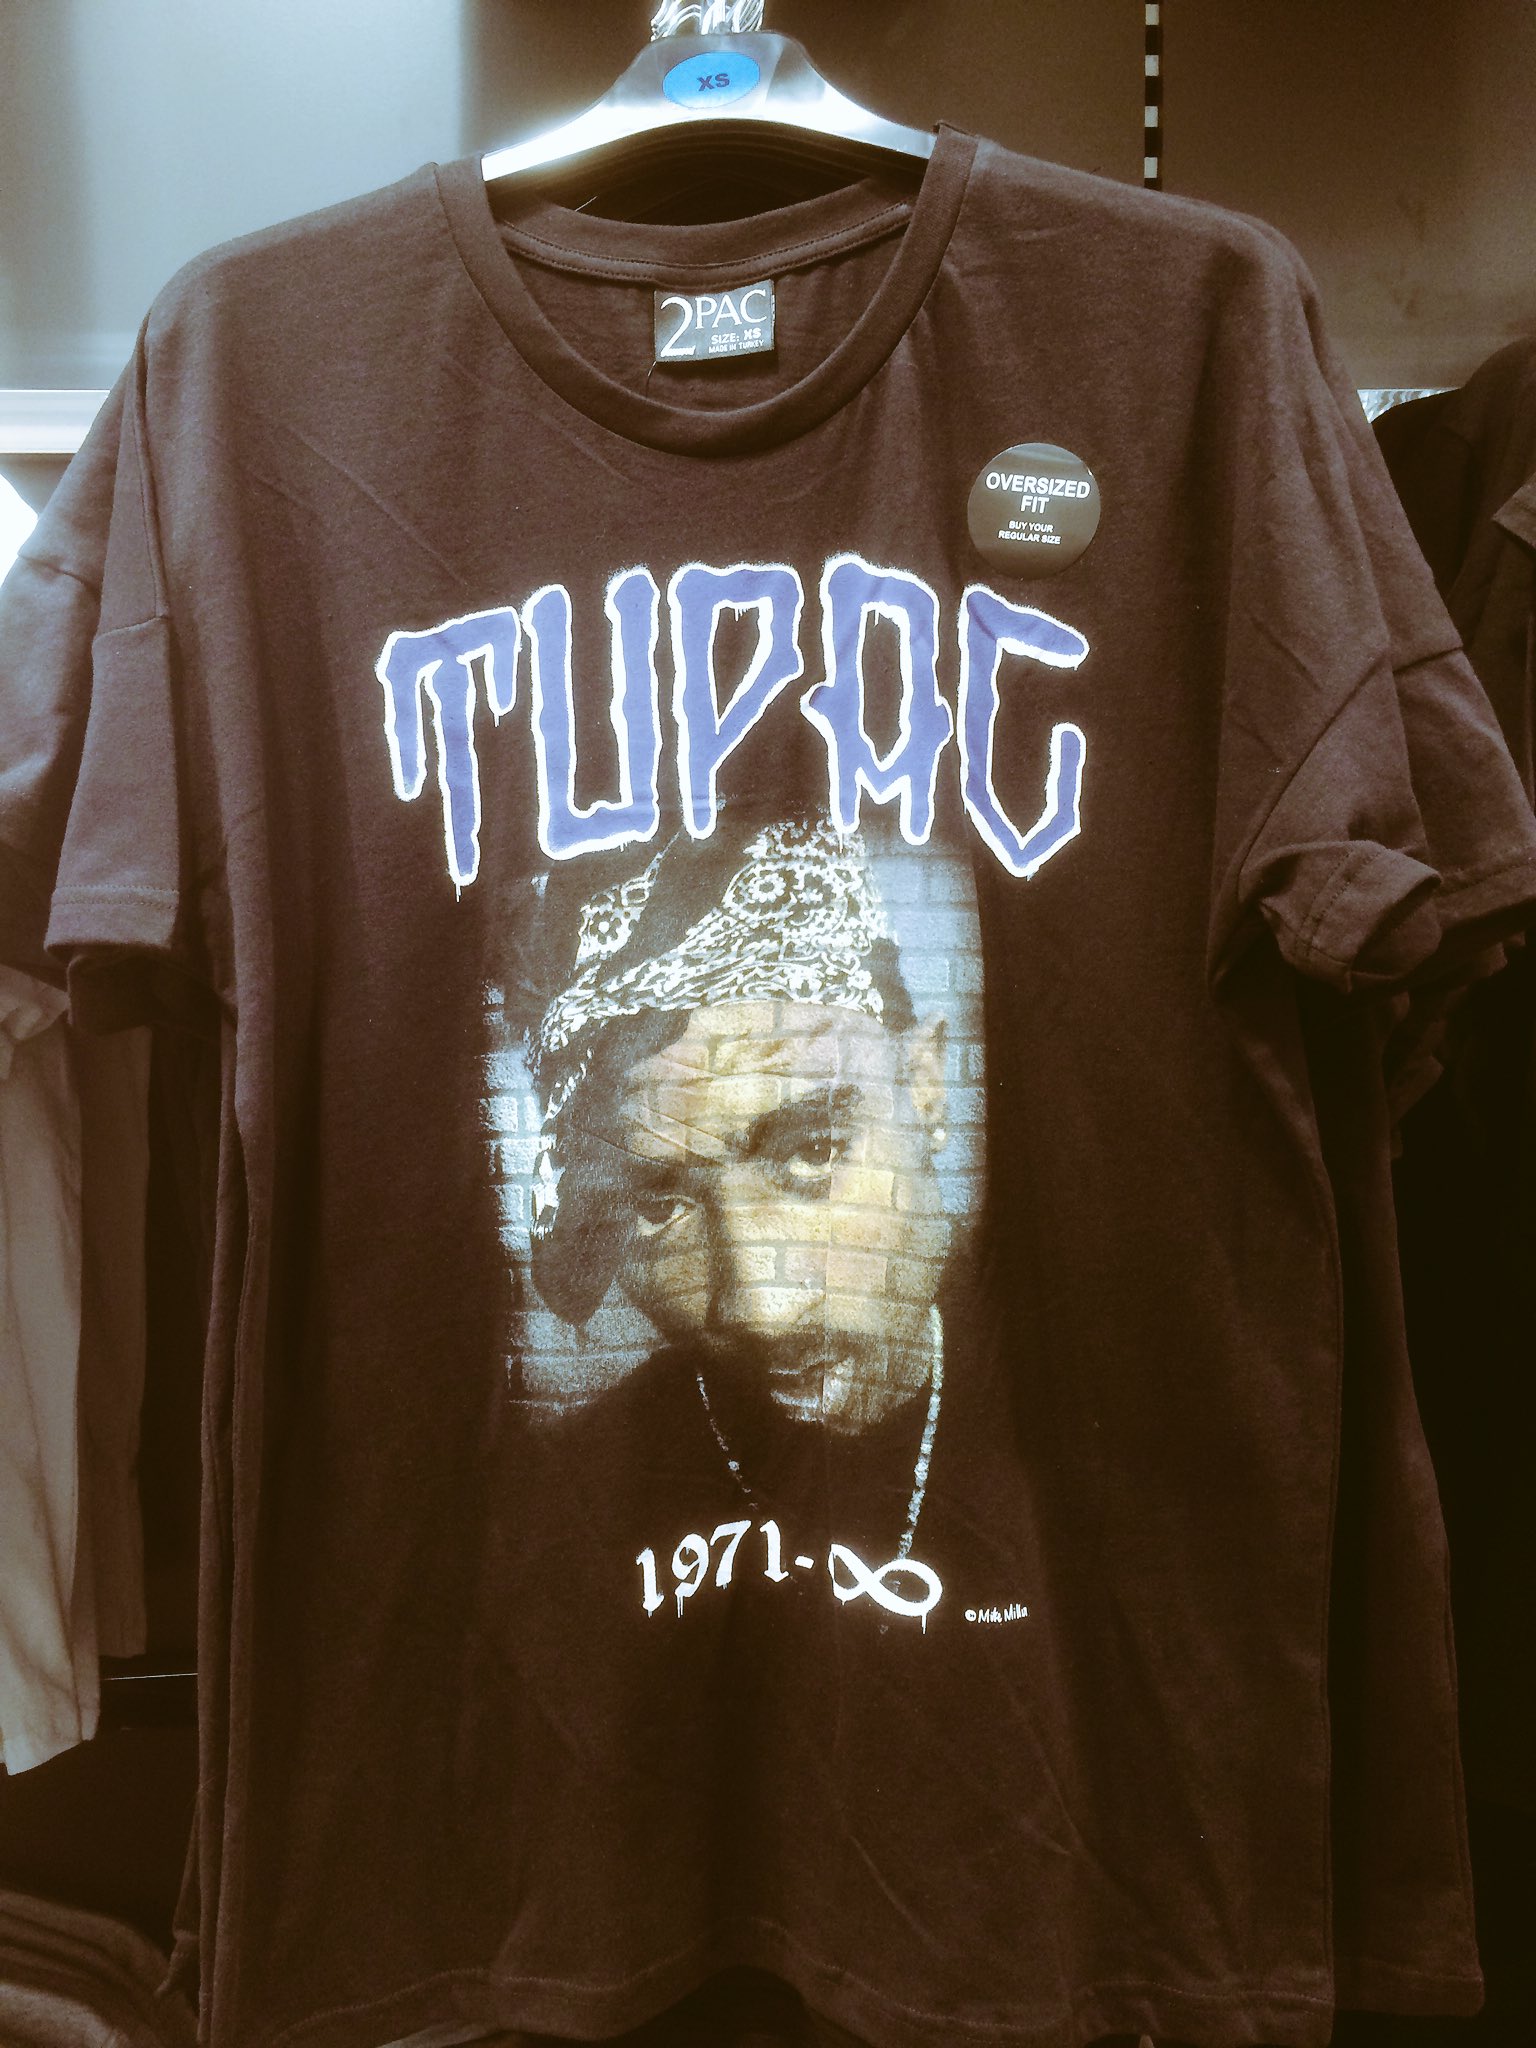 XS
2PAC
SIZE: XS
MADE IN TURKEY
OVERSIZED
FIT
BUY YOUR
REGULAR SIZE
TUPAC
1971-∞
© Mike Miller